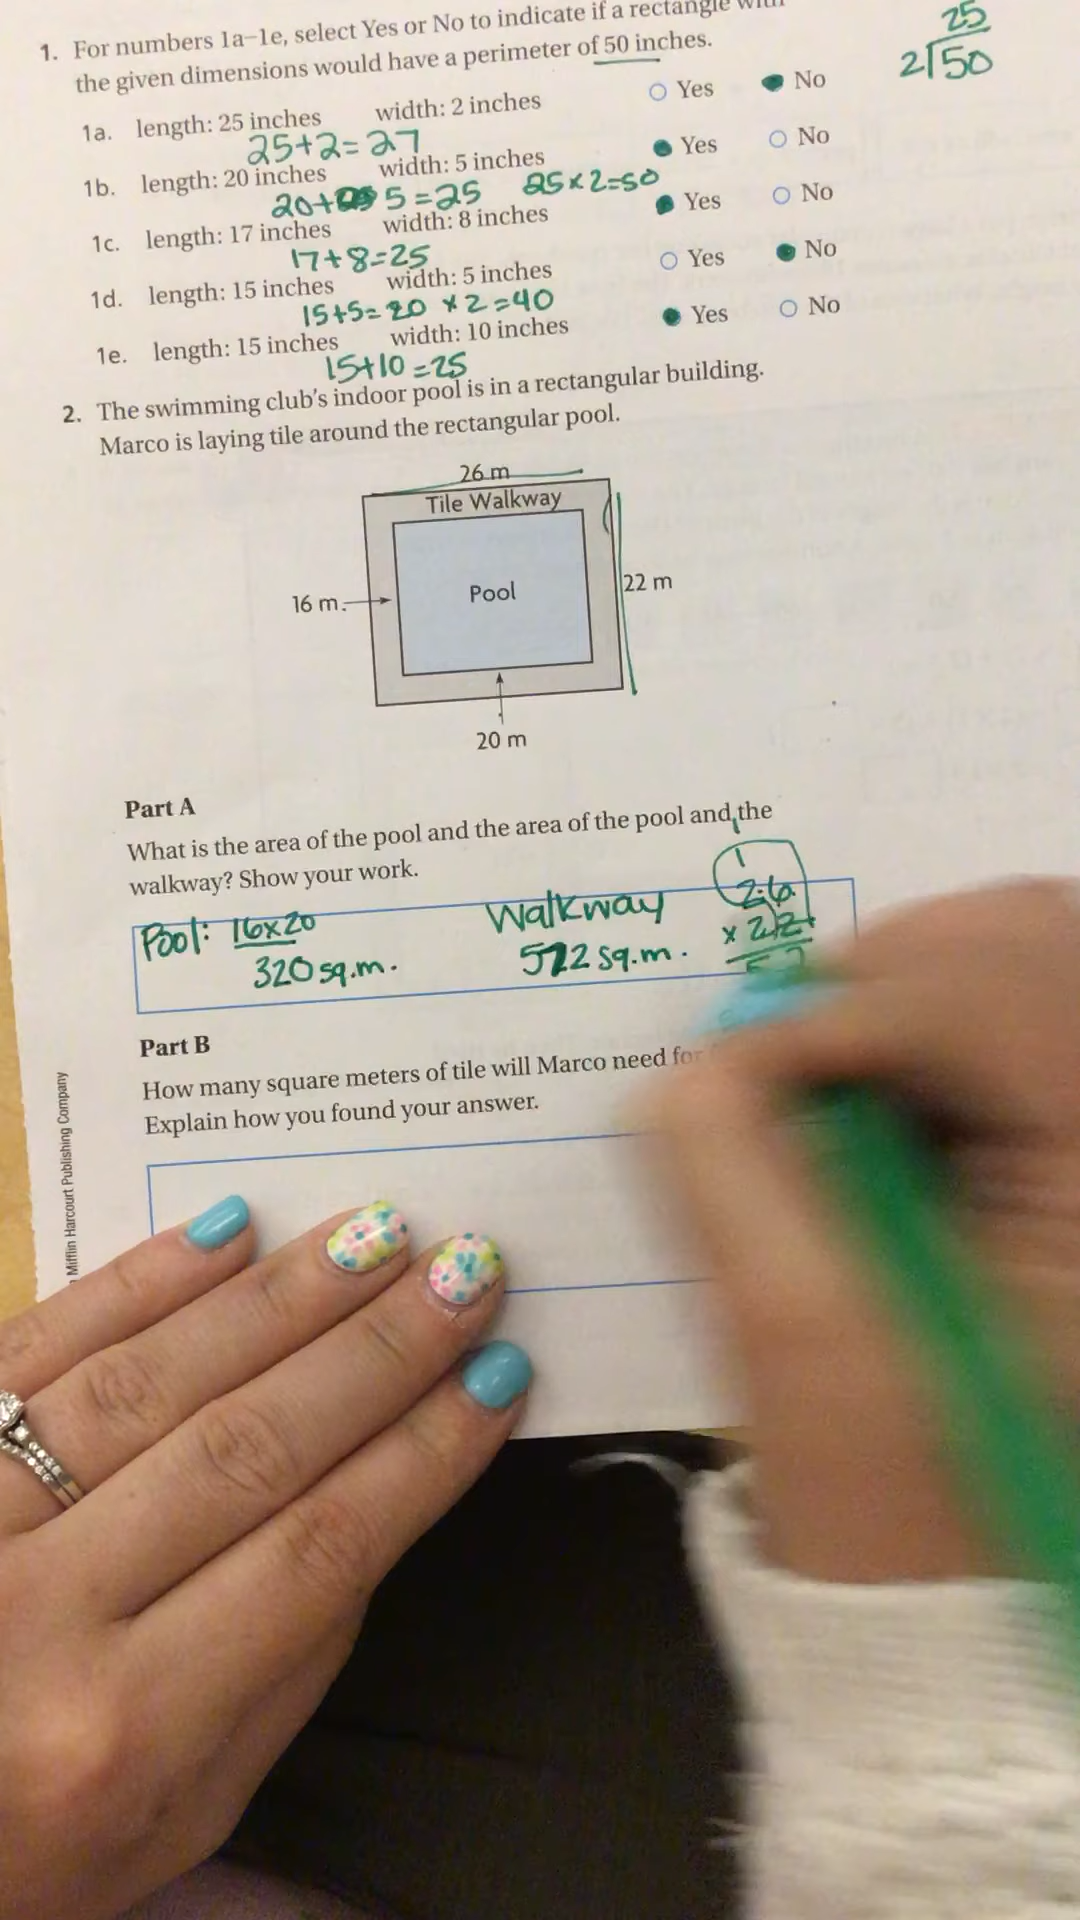 1. For numbers 1a–1e, select Yes or No to indicate if a rectangle with
the given dimensions would have a perimeter of 50 inches.
25
2)50
1a. length: 25 inches width: 2 inches Yes No
25+2=27
1b. length: 20 inches width: 5 inches Yes No
20+ 5=25 25×2=50
1c. length: 17 inches width: 8 inches Yes No
17+8=25
1d. length: 15 inches width: 5 inches Yes No
15+5=20 ×2=40
1e. length: 15 inches width: 10 inches Yes No
15+10=25
2. The swimming club's indoor pool is in a rectangular building.
Marco is laying tile around the rectangular pool.
26 m
Tile Walkway
Pool
16 m
22 m
20 m
Part A
What is the area of the pool and the area of the pool and the
walkway? Show your work.
Pool: 16×20
320 sq.m.
Walkway
572 sq.m.
1
26
× 22
52
Part B
How many square meters of tile will Marco need for
Explain how you found your answer.
Mifflin Harcourt Publishing Company